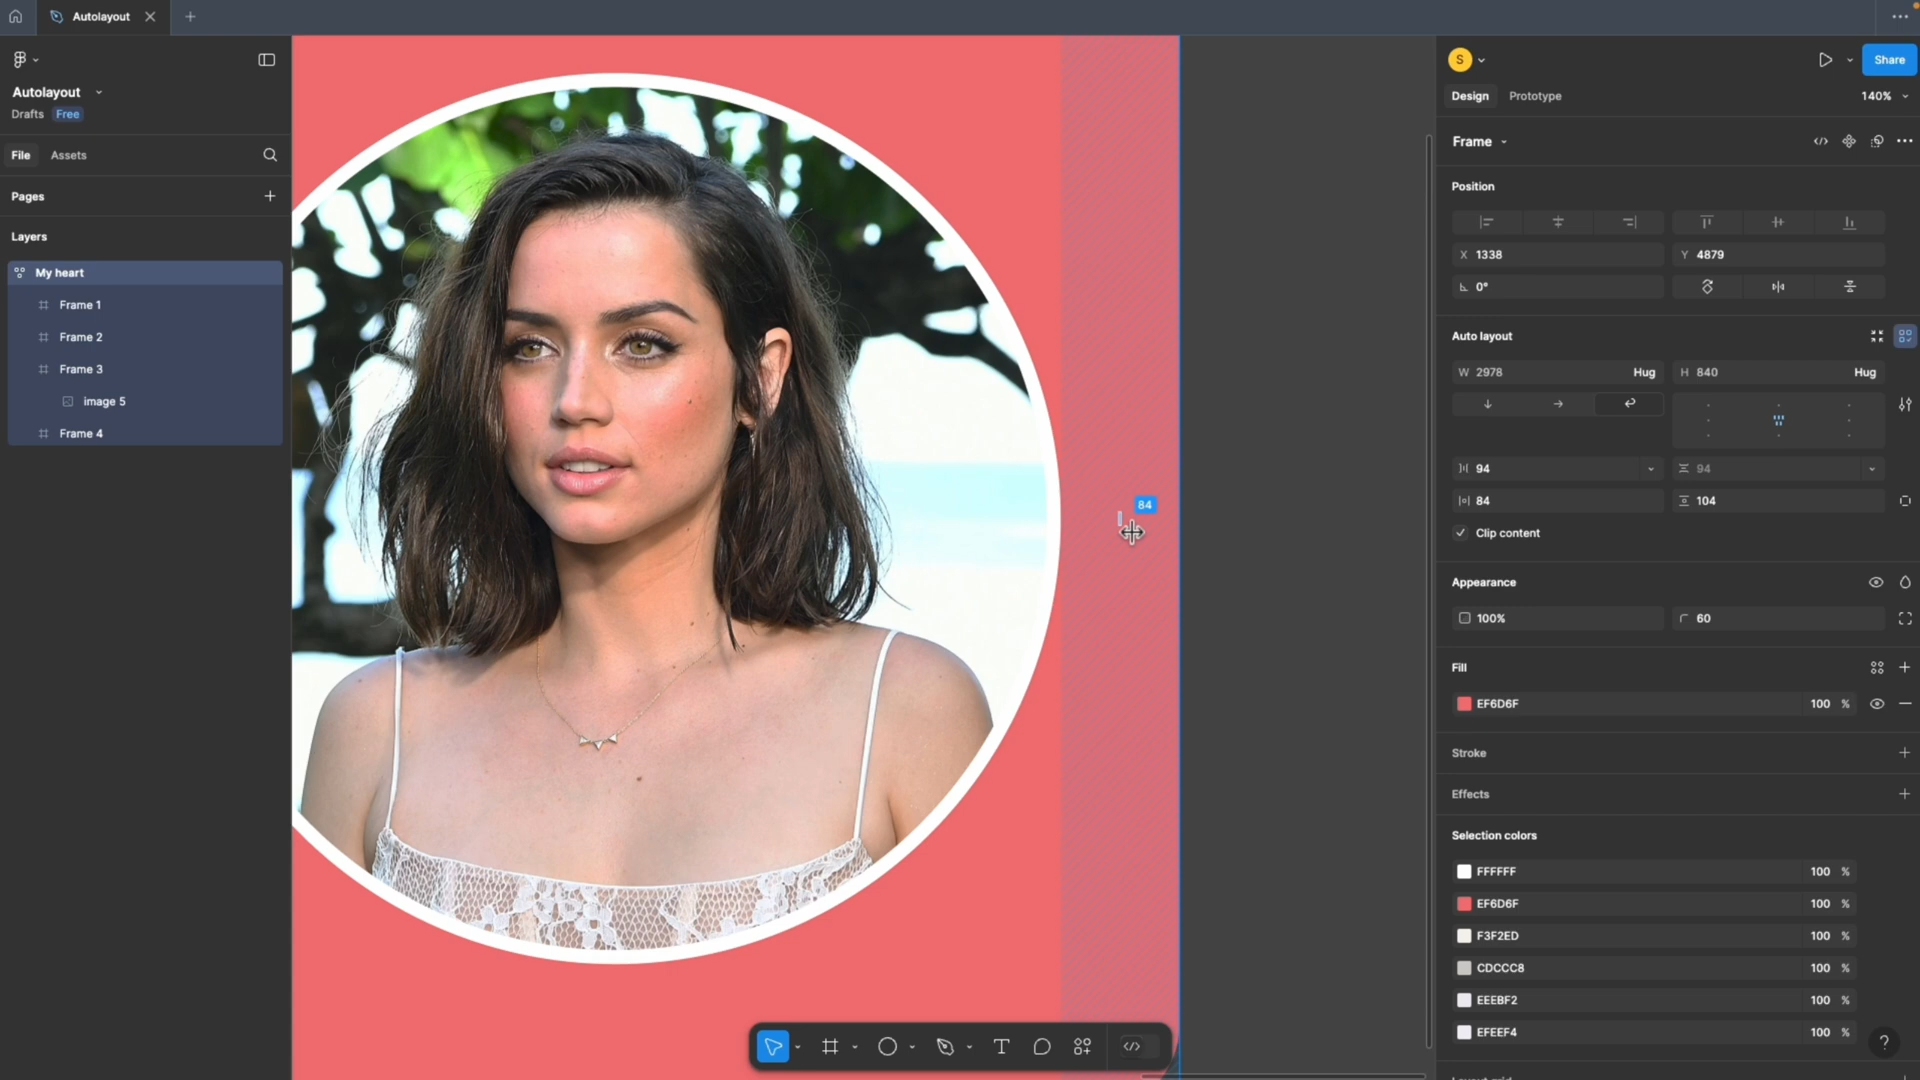 Autolayout
Autolayout
Drafts Free
File Assets
Pages
Layers
My heart
Frame 1
Frame 2
Frame 3
image 5
Frame 4
84
S
Share
Design Prototype 140%
Frame
Position
X 1338 Y 4879
0°
Auto layout
W 2978 Hug H 840 Hug
94 94
84 104
Clip content
Appearance
100% 60
Fill
EF6D6F 100 %
Stroke
Effects
Selection colors
FFFFFF 100 %
EF6D6F 100 %
F3F2ED 100 %
CDCCC8 100 %
EEEBF2 100 %
EFEEF4 100 %
?